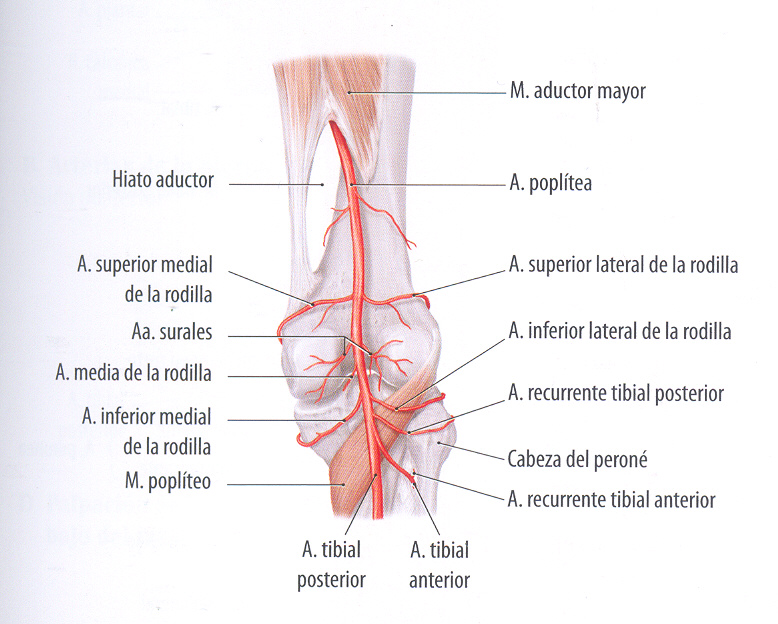 M. aductor mayor
Hiato aductor
A. poplítea
A. superior medial
de la rodilla
A. superior lateral de la rodilla
Aa. surales
A. inferior lateral de la rodilla
A. media de la rodilla
A. recurrente tibial posterior
A. inferior medial
de la rodilla
Cabeza del peroné
M. poplíteo
A. recurrente tibial anterior
A. tibial
posterior
A. tibial
anterior